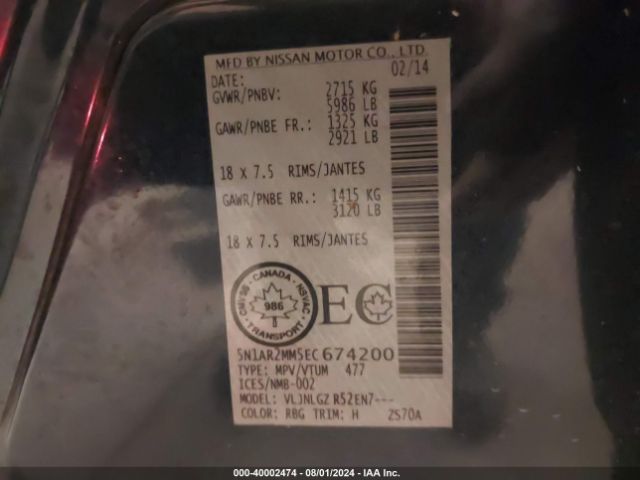 MFD BY NISSAN MOTOR CO., LTD.
DATE: 02/14
GVWR/PNBV: 2715 KG
5986 LB
GAWR/PNBE FR.: 1325 KG
2921 LB
18 X 7.5 RIMS/JANTES
GAWR/PNBE RR.: 1415 KG
3120 LB
18 X 7.5 RIMS/JANTES
CANADA
CMVSS NSVAC
986
TRANSPORT
EC
5N1AR2MM5EC674200
TYPE: MPV/VTUM 477
ICES/NMB-002
MODEL: VLJNLGZ R52EN7---
COLOR: RBG TRIM: H 2S70A
000-40002474 - 08/01/2024 - IAA Inc.